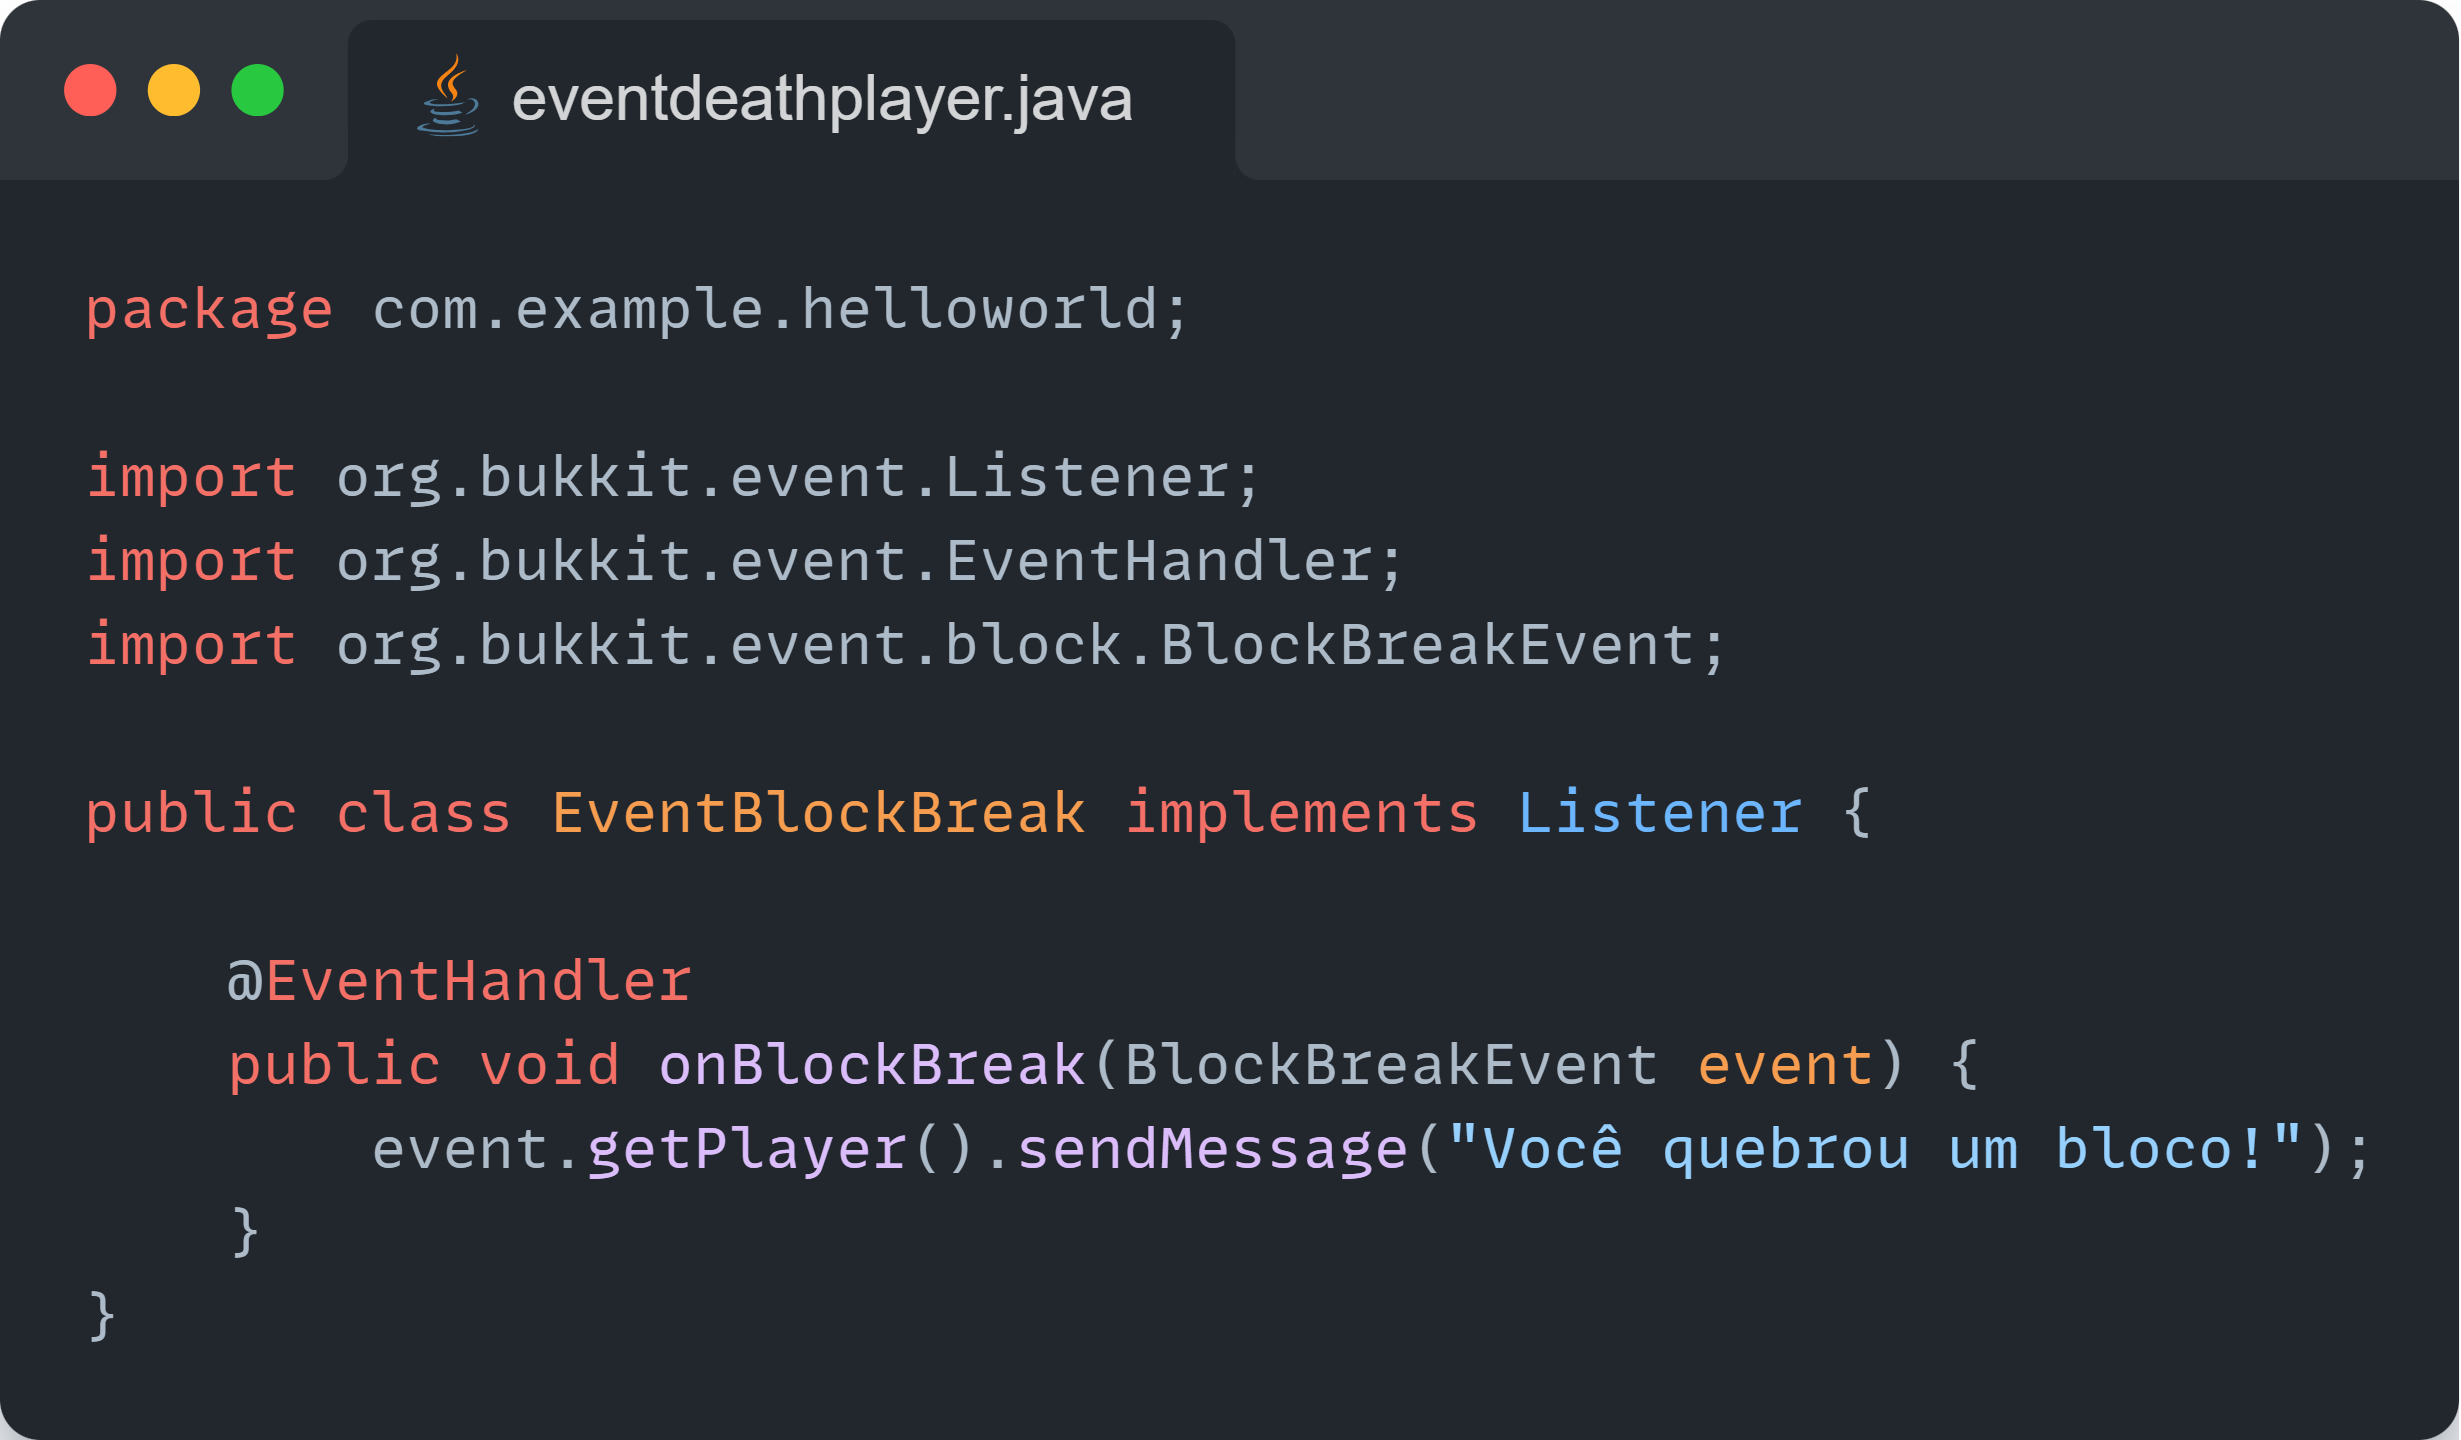 eventdeathplayer.java
package com.example.helloworld;
import org.bukkit.event.Listener;
import org.bukkit.event.EventHandler;
import org.bukkit.event.block.BlockBreakEvent;
public class EventBlockBreak implements Listener {
    @EventHandler
    public void onBlockBreak(BlockBreakEvent event) {
        event.getPlayer().sendMessage("Você quebrou um bloco!");
    }
}